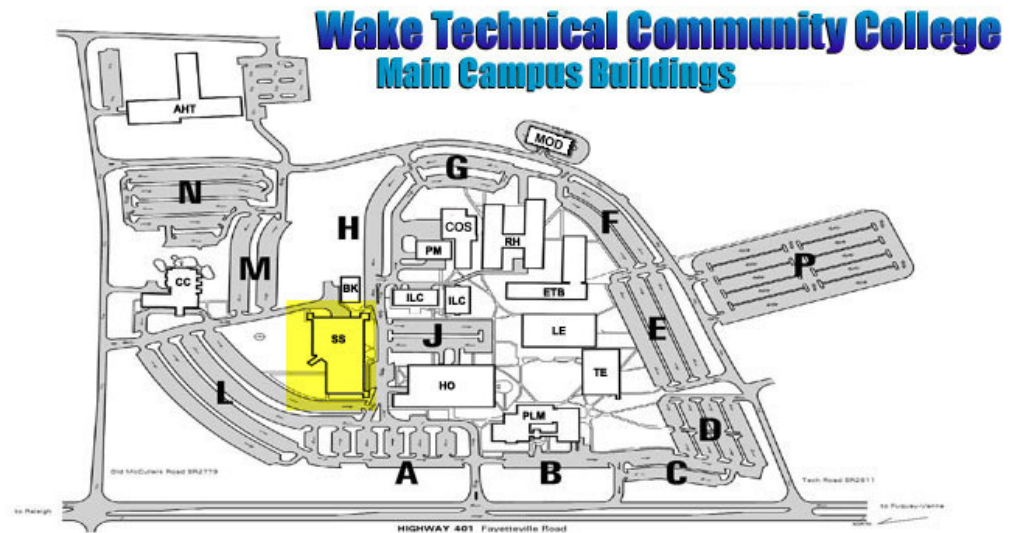 Wake Technical Community College
Main Campus Buildings
AHT
MOD
G
N
COS
RH
F
H
PM
P
M
CC
BK
ILC
ILC
ETB
SS
J
LE
E
TE
L
HO
PLM
D
A
B
C
Old McCullers Road SR2779
Tech Road SR2811
to Raleigh
to Fuquay-Varina
HIGHWAY 401 Fayetteville Road